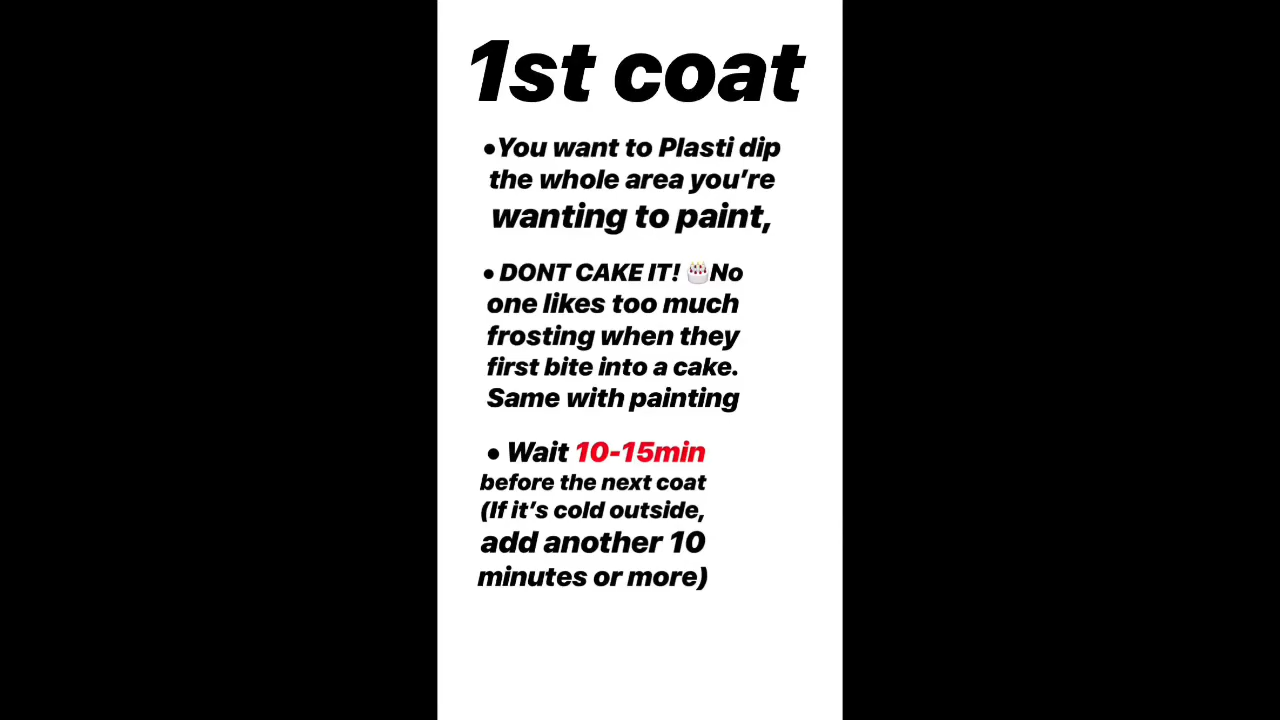 1st coat
●You want to Plasti dip
the whole area you’re
wanting to paint,
● DONT CAKE IT! 🎂No
one likes too much
frosting when they
first bite into a cake.
Same with painting
● Wait 10-15min
before the next coat
(If it’s cold outside,
add another 10
minutes or more)